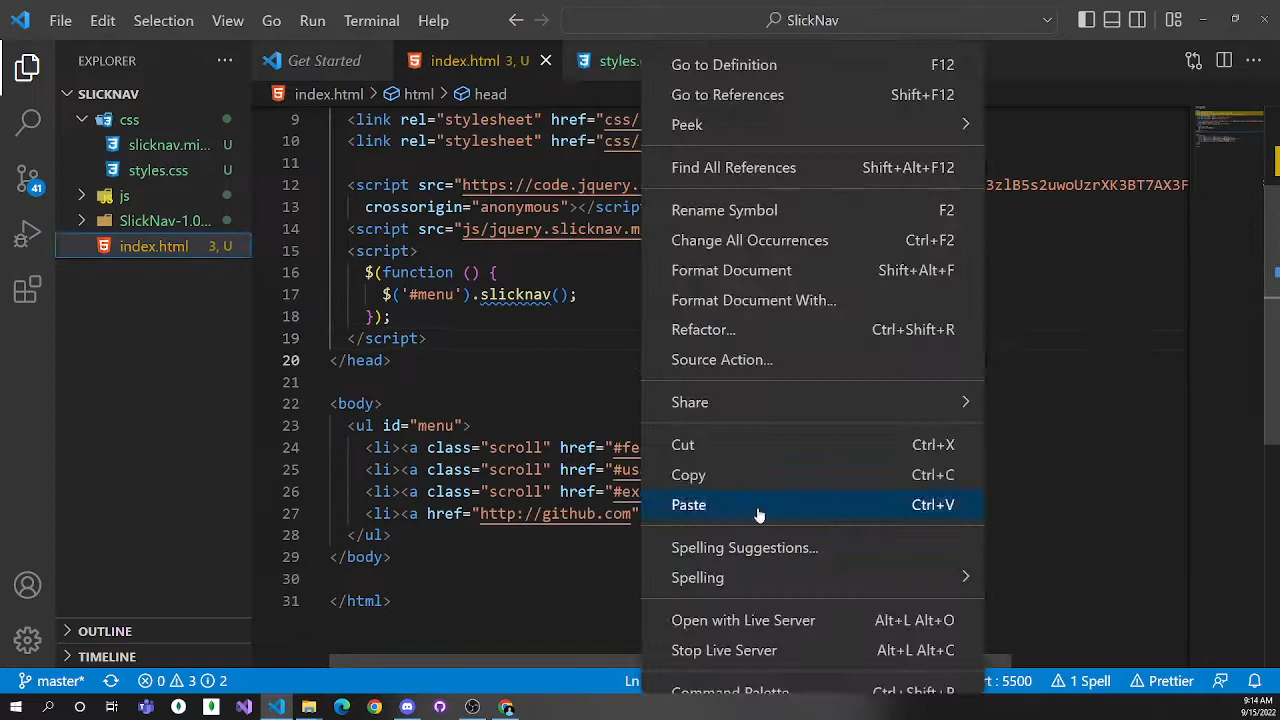 File Edit Selection View Go Run Terminal Help
SlickNav
EXPLORER
Get Started
index.html 3, U
styles.
SLICKNAV
css
slicknav.mi... U
styles.css U
js
SlickNav-1.0...
index.html 3, U
OUTLINE
TIMELINE
index.html > html > head
9 <link rel="stylesheet" href="css/
10 <link rel="stylesheet" href="css/
11
12 <script src="https://code.jquery. 3zlB5s2uwoUzrXK3BT7AX3F
13 crossorigin="anonymous"></scrip
14 <script src="js/jquery.slicknav.m
15 <script>
16 $(function () {
17 $('#menu').slicknav();
18 });
19 </script>
20 </head>
21
22 <body>
23 <ul id="menu">
24 <li><a class="scroll" href="#fe
25 <li><a class="scroll" href="#us
26 <li><a class="scroll" href="#ex
27 <li><a href="http://github.com"
28 </ul>
29 </body>
30
31 </html>
Go to Definition F12
Go to References Shift+F12
Peek
Find All References Shift+Alt+F12
Rename Symbol F2
Change All Occurrences Ctrl+F2
Format Document Shift+Alt+F
Format Document With...
Refactor... Ctrl+Shift+R
Source Action...
Share
Cut Ctrl+X
Copy Ctrl+C
Paste Ctrl+V
Spelling Suggestions...
Spelling
Open with Live Server Alt+L Alt+O
Stop Live Server Alt+L Alt+C
Command Palette... Ctrl+Shift+P
41
master* 0 3 2 Ln rt : 5000 1 Spell Prettier
9:14 AM
9/15/2022